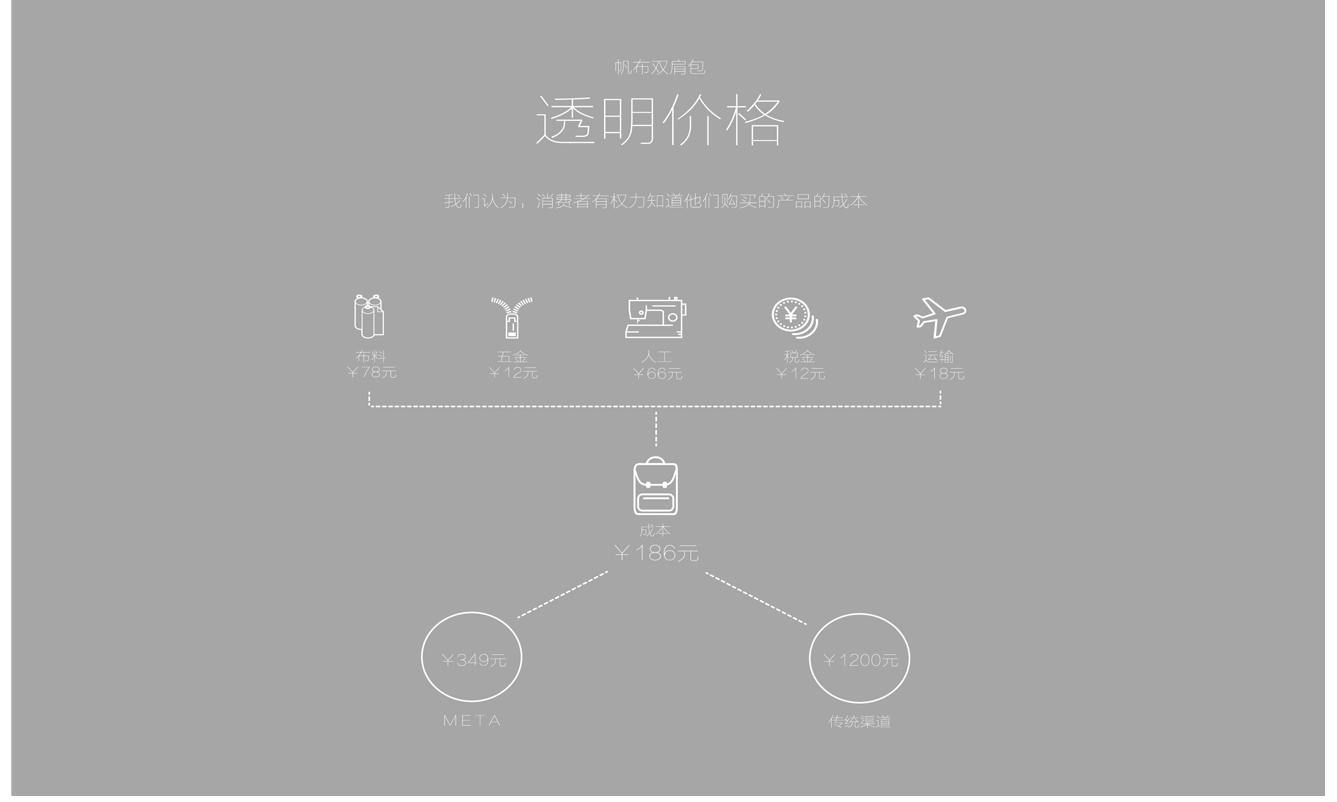 帆布双肩包
透明价格
我们认为，消费者有权力知道他们购买的产品的成本
布料
￥78元
五金
￥12元
人工
￥66元
¥
税金
￥12元
运输
￥18元
成本
￥186元
￥349元
META
￥1200元
传统渠道